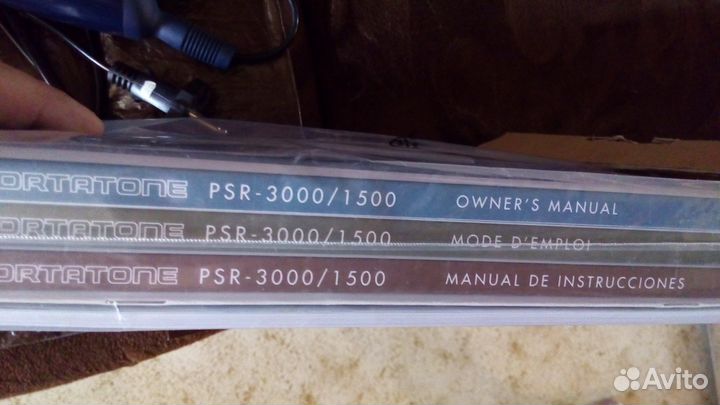 ORTATONE PSR-3000/1500 OWNER'S MANUAL
ORTATONE PSR-3000/1500 MODE D'EMPLOI
ORTATONE PSR-3000/1500 MANUAL DE INSTRUCCIONES
Avito